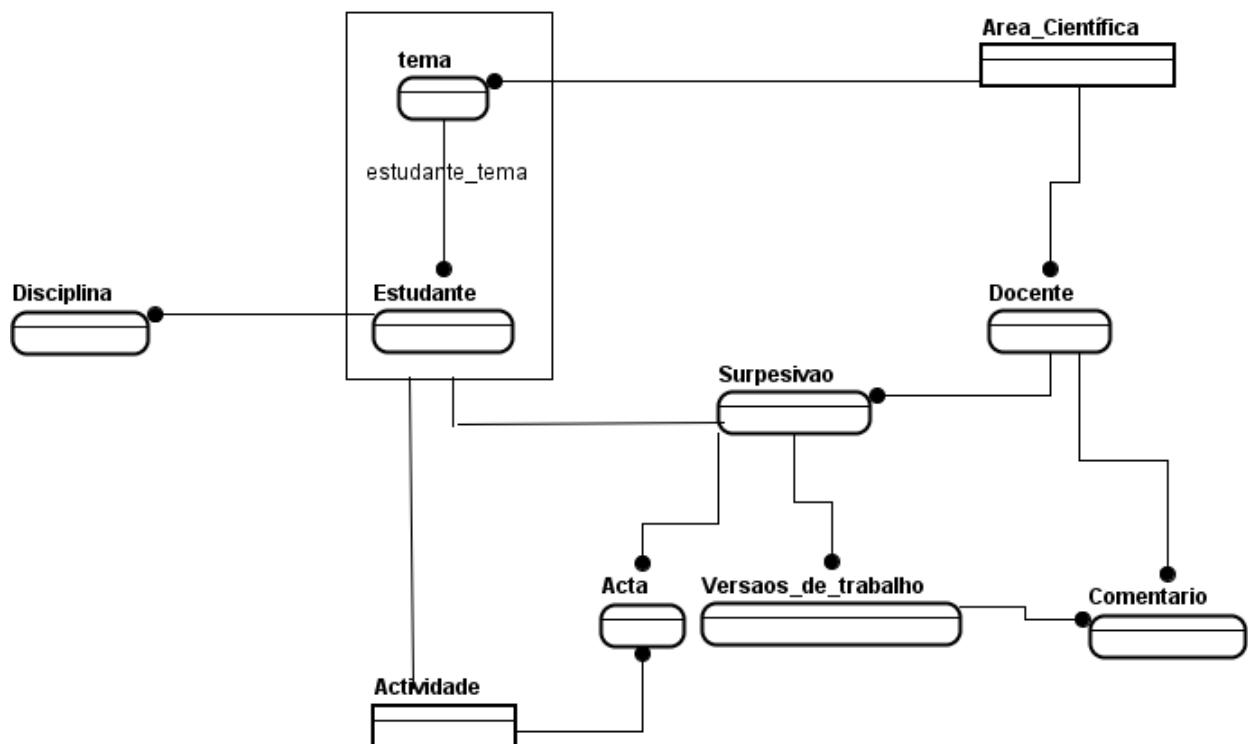 Area_Científica
tema
estudante_tema
Disciplina
Estudante
Docente
Surpesivao
Acta
Versaos_de_trabalho
Comentario
Actividade